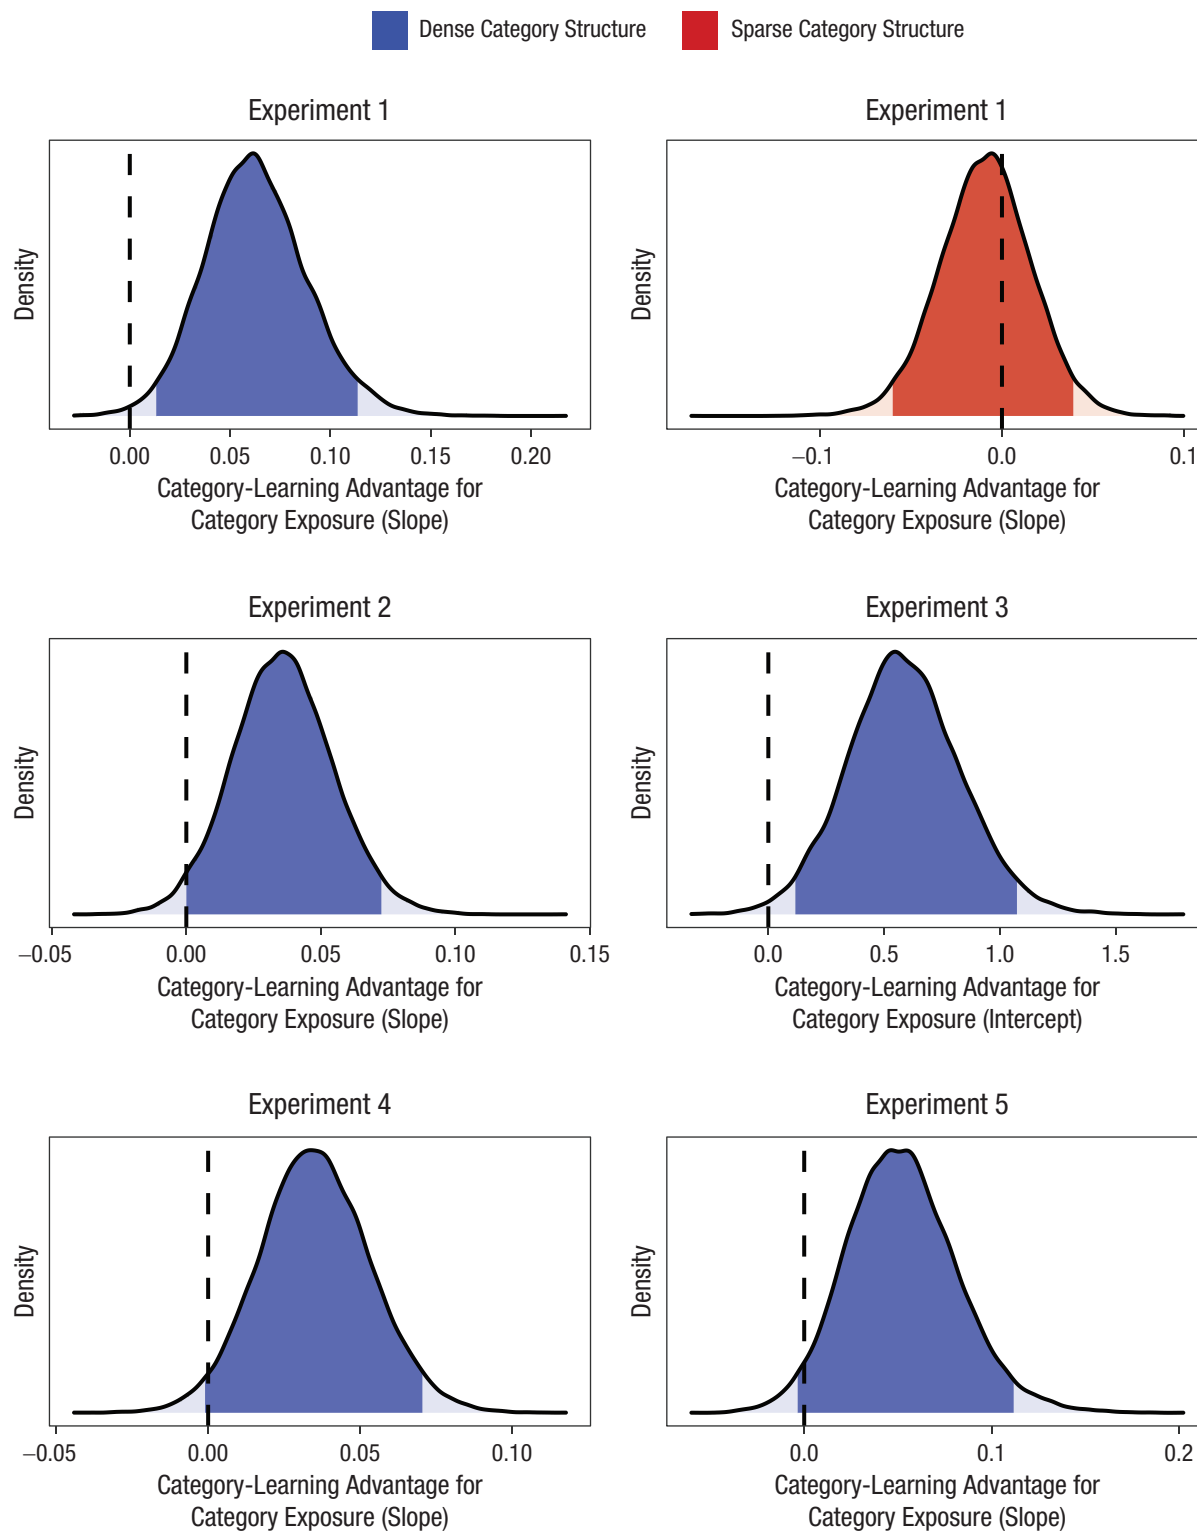 Dense Category Structure
Sparse Category Structure
Experiment 1
Density
0.00 0.05 0.10 0.15 0.20
Category-Learning Advantage for
Category Exposure (Slope)
Experiment 1
Density
–0.1 0.0 0.1
Category-Learning Advantage for
Category Exposure (Slope)
Experiment 2
Density
–0.05 0.00 0.05 0.10 0.15
Category-Learning Advantage for
Category Exposure (Slope)
Experiment 3
Density
0.0 0.5 1.0 1.5
Category-Learning Advantage for
Category Exposure (Intercept)
Experiment 4
Density
–0.05 0.00 0.05 0.10
Category-Learning Advantage for
Category Exposure (Slope)
Experiment 5
Density
0.0 0.1 0.2
Category-Learning Advantage for
Category Exposure (Slope)